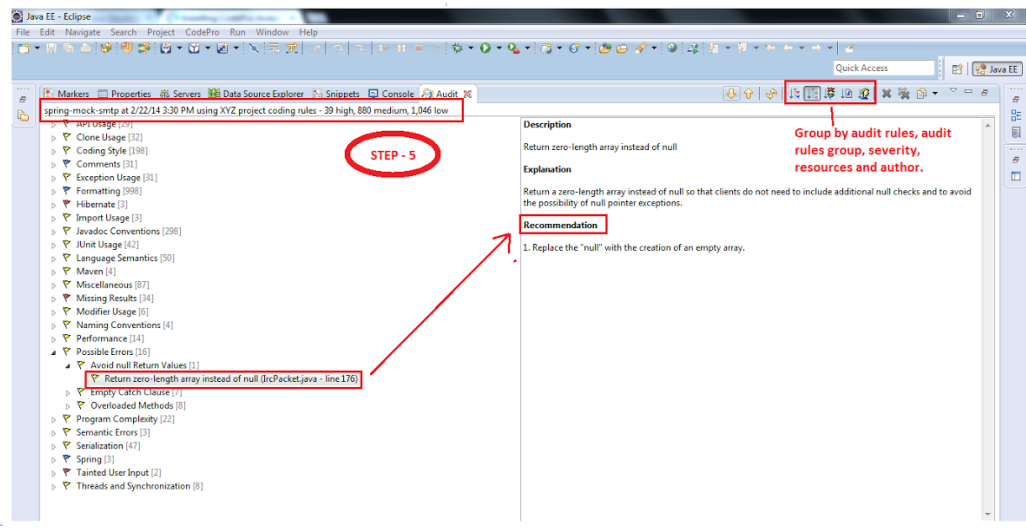 Java EE - Eclipse
File Edit Navigate Search Project CodePro Run Window Help
Quick Access
Java EE
Markers Properties Servers Data Source Explorer Snippets Console Audit
spring-mock-smtp at 2/22/14 3:30 PM using XYZ project coding rules - 39 high, 880 medium, 1,046 low
API Usage [29]
Clone Usage [32]
Coding Style [198]
Comments [31]
Exception Usage [31]
Formatting [998]
Hibernate [3]
Import Usage [3]
Javadoc Conventions [298]
JUnit Usage [42]
Language Semantics [50]
Maven [4]
Miscellaneous [87]
Missing Results [34]
Modifier Usage [6]
Naming Conventions [4]
Performance [14]
Possible Errors [16]
Avoid null Return Values [1]
Return zero-length array instead of null (IrcPacket.java - line 176)
Empty Catch Clause [7]
Overloaded Methods [8]
Program Complexity [22]
Semantic Errors [3]
Serialization [47]
Spring [3]
Tainted User Input [2]
Threads and Synchronization [8]
STEP - 5
Description
Return zero-length array instead of null
Explanation
Return a zero-length array instead of null so that clients do not need to include additional null checks and to avoid
the possibility of null pointer exceptions.
Recommendation
1. Replace the "null" with the creation of an empty array.
Group by audit rules, audit
rules group, severity,
resources and author.